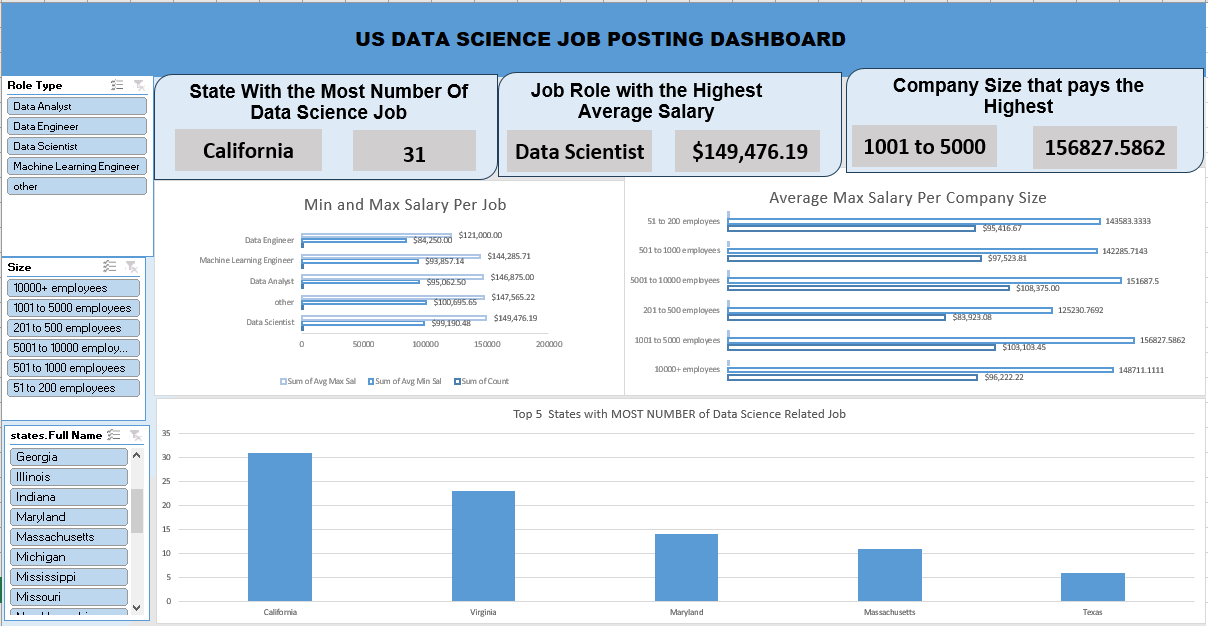 US DATA SCIENCE JOB POSTING DASHBOARD
Role Type
Data Analyst
Data Engineer
Data Scientist
Machine Learning Engineer
other
State With the Most Number Of
Data Science Job
California
31
Job Role with the Highest
Average Salary
Data Scientist
$149,476.19
Company Size that pays the
Highest
1001 to 5000
156827.5862
Size
10000+ employees
1001 to 5000 employees
201 to 500 employees
5001 to 10000 employ...
501 to 1000 employees
51 to 200 employees
states.Full Name
Georgia
Illinois
Indiana
Maryland
Massachusetts
Michigan
Mississippi
Missouri
Min and Max Salary Per Job
Data Engineer
$121,000.00
$84,250.00
Machine Learning Engineer
$144,285.71
$93,857.14
Data Analyst
$146,875.00
$95,062.50
other
$147,565.22
$100,695.65
Data Scientist
$149,476.19
$99,190.48
0 50000 100000 150000 200000
Sum of Avg Max Sal Sum of Avg Min Sal Sum of Count
Average Max Salary Per Company Size
51 to 200 employees
143583.3333
$95,416.67
501 to 1000 employees
142285.7143
$97,523.81
5001 to 10000 employees
151687.5
$108,375.00
201 to 500 employees
125230.7692
$83,923.08
1001 to 5000 employees
156827.5862
$103,103.45
10000+ employees
148711.1111
$96,222.22
Top 5 States with MOST NUMBER of Data Science Related Job
35
30
25
20
15
10
5
0
California Virginia Maryland Massachusetts Texas